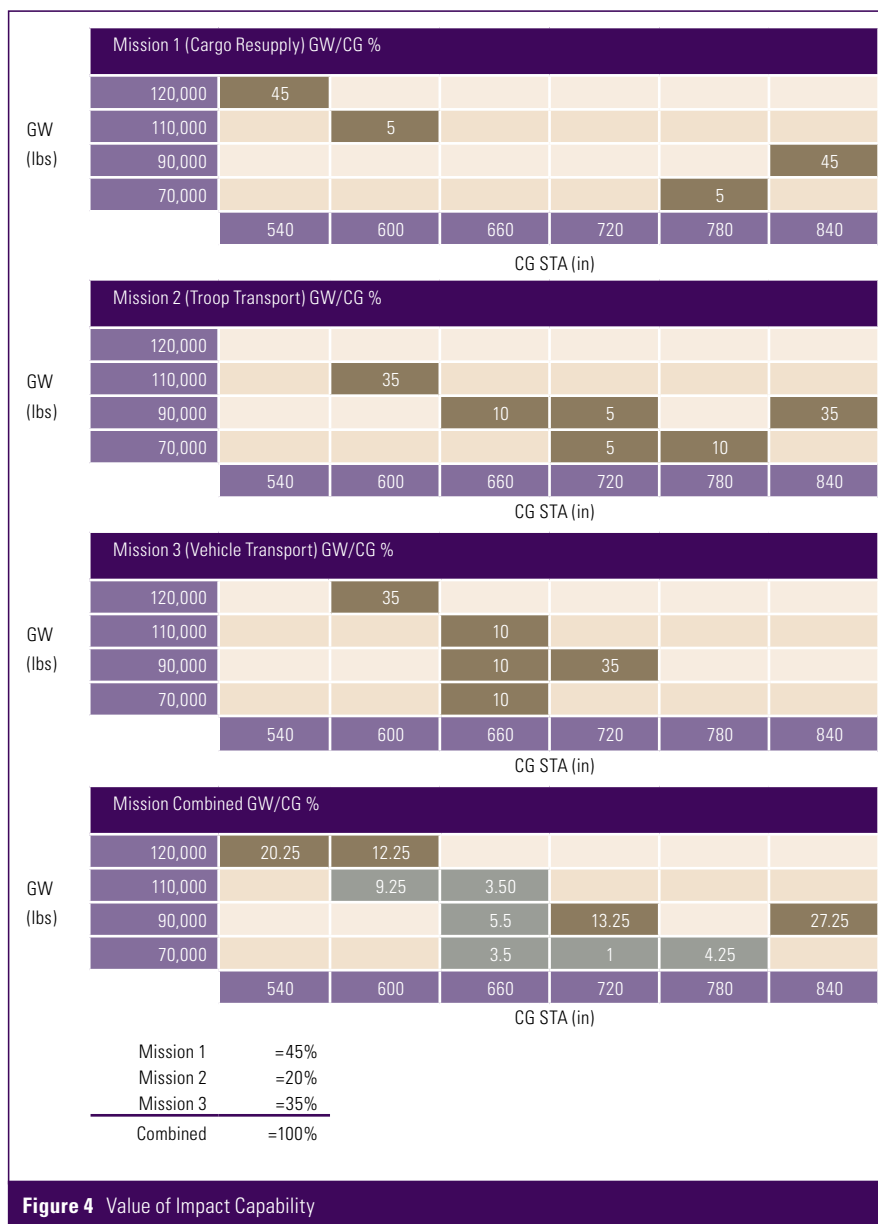 Mission 1 (Cargo Resupply) GW/CG %
120,000 45
GW 110,000 5
(lbs) 90,000 45
70,000 5
540 600 660 720 780 840
CG STA (in)
Mission 2 (Troop Transport) GW/CG %
120,000
GW 110,000 35
(lbs) 90,000 10 5 35
70,000 5 10
540 600 660 720 780 840
CG STA (in)
Mission 3 (Vehicle Transport) GW/CG %
120,000 35
GW 110,000 10
(lbs) 90,000 10 35
70,000 10
540 600 660 720 780 840
CG STA (in)
Mission Combined GW/CG %
120,000 20.25 12.25
GW 110,000 9.25 3.50
(lbs) 90,000 5.5 13.25 27.25
70,000 3.5 1 4.25
540 600 660 720 780 840
CG STA (in)
Mission 1 =45%
Mission 2 =20%
Mission 3 =35%
Combined =100%
Figure 4 Value of Impact Capability